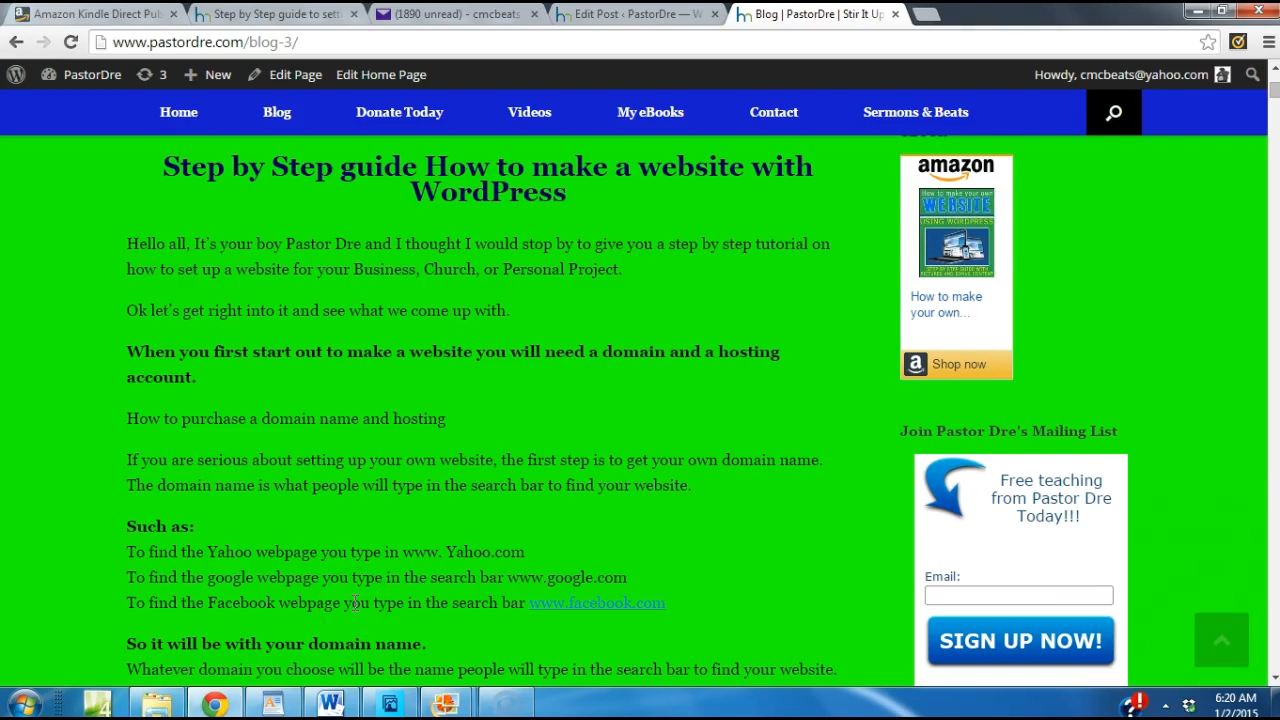 Amazon Kindle Direct Pub
Step by Step guide to sett
(1890 unread) - cmcbeats
Edit Post ‹ PastorDre — W
Blog | PastorDre | Stir It Up
www.pastordre.com/blog-3/
PastorDre
3
New
Edit Page
Edit Home Page
Howdy, cmcbeats@yahoo.com
Home
Blog
Donate Today
Videos
My eBooks
Contact
Sermons & Beats
Step by Step guide How to make a website with
WordPress
Hello all, It's your boy Pastor Dre and I thought I would stop by to give you a step by step tutorial on
how to set up a website for your Business, Church, or Personal Project.
Ok let's get right into it and see what we come up with.
When you first start out to make a website you will need a domain and a hosting
account.
How to purchase a domain name and hosting
If you are serious about setting up your own website, the first step is to get your own domain name.
The domain name is what people will type in the search bar to find your website.
Such as:
To find the Yahoo webpage you type in www. Yahoo.com
To find the google webpage you type in the search bar www.google.com
To find the Facebook webpage you type in the search bar www.facebook.com
So it will be with your domain name.
Whatever domain you choose will be the name people will type in the search bar to find your website.
amazon
How to make your own
WEBSITE
USING WORDPRESS
STEP BY STEP GUIDE WITH
How to make
your own...
Shop now
Join Pastor Dre's Mailing List
Free teaching
from Pastor Dre
Today!!!
Email:
SIGN UP NOW!
6:20 AM
1/2/2015